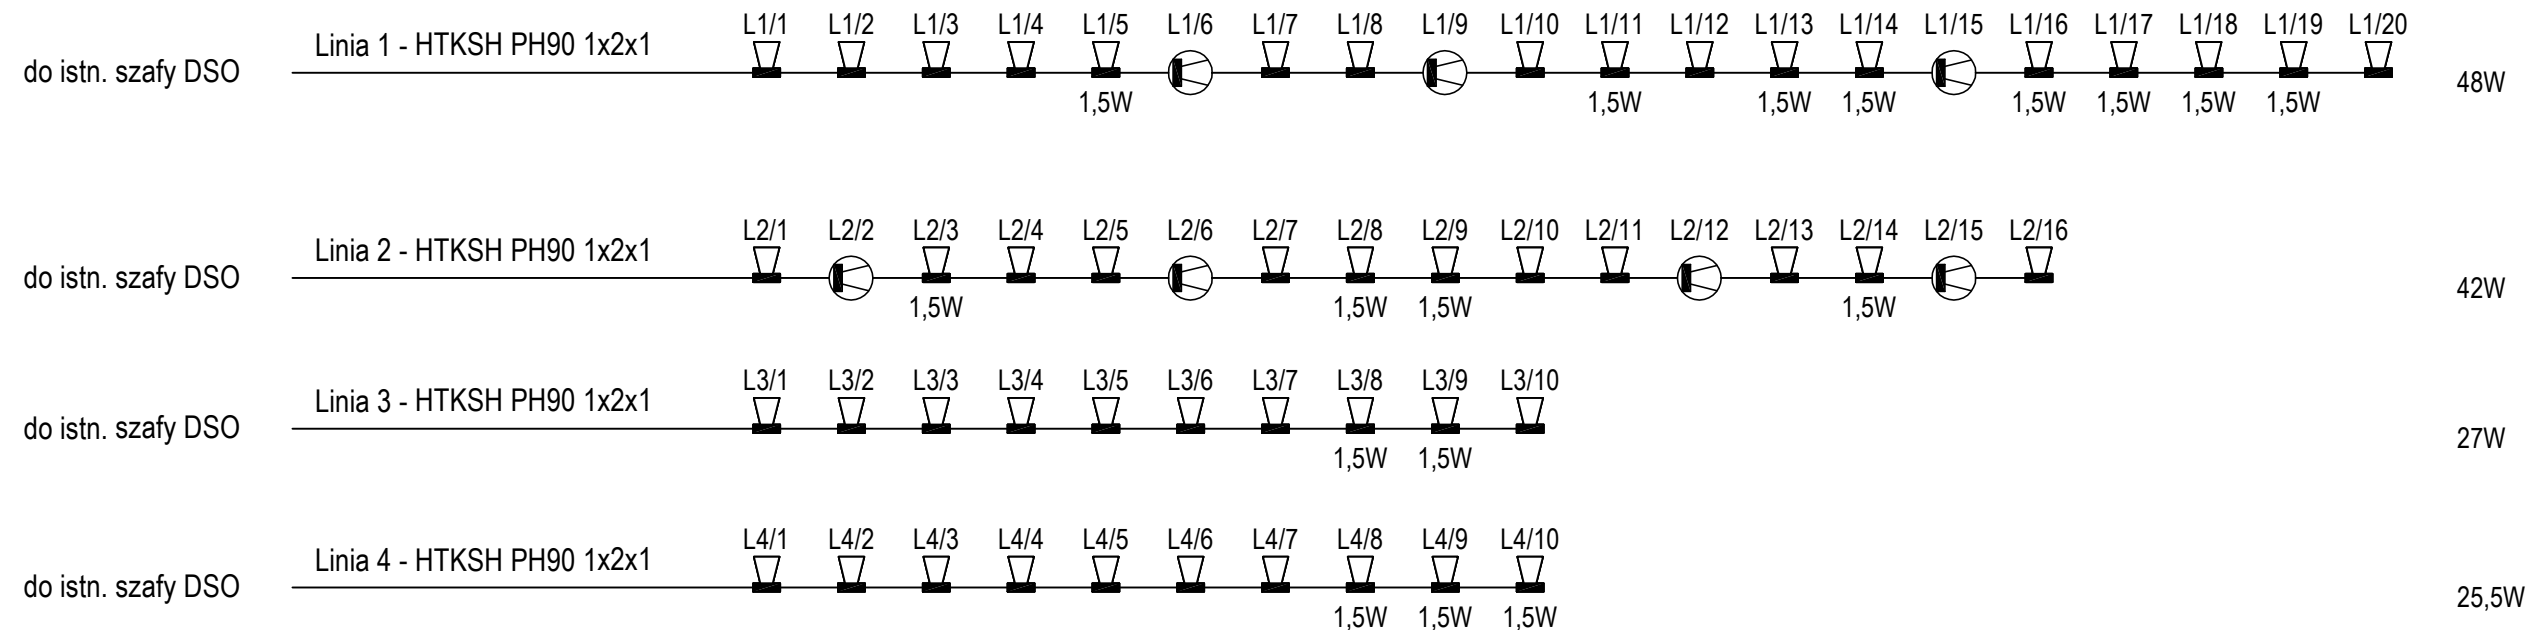 L1/1 L1/2 L1/3 L1/4 L1/5 L1/6 L1/7 L1/8 L1/9 L1/10 L1/11 L1/12 L1/13 L1/14 L1/15 L1/16 L1/17 L1/18 L1/19 L1/20
do istn. szafy DSO Linia 1 - HTKSH PH90 1x2x1 48W
1,5W 1,5W 1,5W 1,5W 1,5W 1,5W 1,5W 1,5W
L2/1 L2/2 L2/3 L2/4 L2/5 L2/6 L2/7 L2/8 L2/9 L2/10 L2/11 L2/12 L2/13 L2/14 L2/15 L2/16
do istn. szafy DSO Linia 2 - HTKSH PH90 1x2x1 42W
1,5W 1,5W 1,5W 1,5W
L3/1 L3/2 L3/3 L3/4 L3/5 L3/6 L3/7 L3/8 L3/9 L3/10
do istn. szafy DSO Linia 3 - HTKSH PH90 1x2x1 27W
1,5W 1,5W
L4/1 L4/2 L4/3 L4/4 L4/5 L4/6 L4/7 L4/8 L4/9 L4/10
do istn. szafy DSO Linia 4 - HTKSH PH90 1x2x1 25,5W
1,5W 1,5W 1,5W